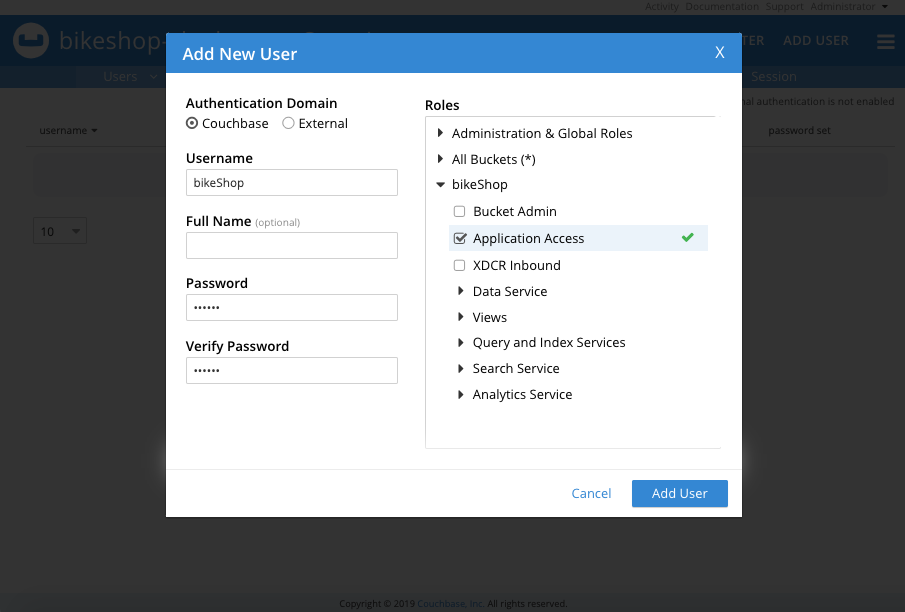 Activity Documentation Support Administrator
bikeshop-
TER ADD USER
Users
Session
nal authentication is not enabled
username
password set
10
Add New User X
Authentication Domain
Couchbase External
Username
bikeShop
Full Name (optional)
Password
••••••
Verify Password
••••••
Roles
Administration & Global Roles
All Buckets (*)
bikeShop
Bucket Admin
Application Access
XDCR Inbound
Data Service
Views
Query and Index Services
Search Service
Analytics Service
Cancel Add User
Copyright © 2019 Couchbase, Inc. All rights reserved.